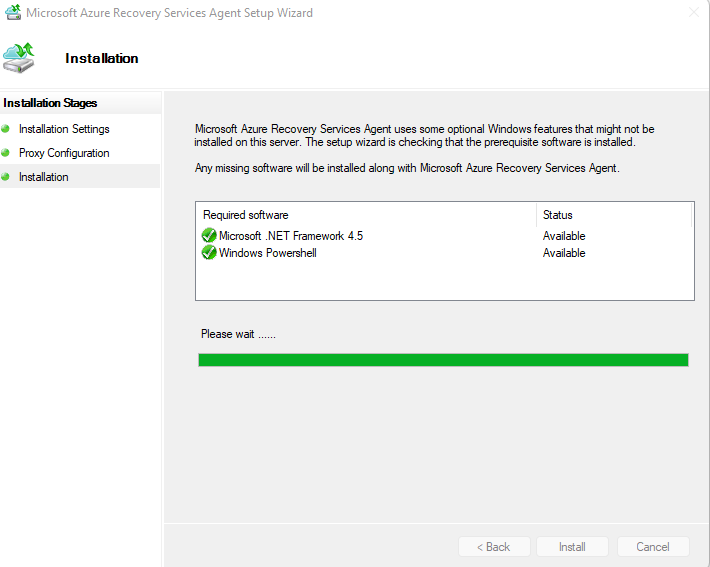 Microsoft Azure Recovery Services Agent Setup Wizard
Installation
Installation Stages
Installation Settings
Proxy Configuration
Installation
Microsoft Azure Recovery Services Agent uses some optional Windows features that might not be
installed on this server. The setup wizard is checking that the prerequisite software is installed.
Any missing software will be installed along with Microsoft Azure Recovery Services Agent.
Required software Status
Microsoft .NET Framework 4.5 Available
Windows Powershell Available
Please wait ......
< Back Install Cancel